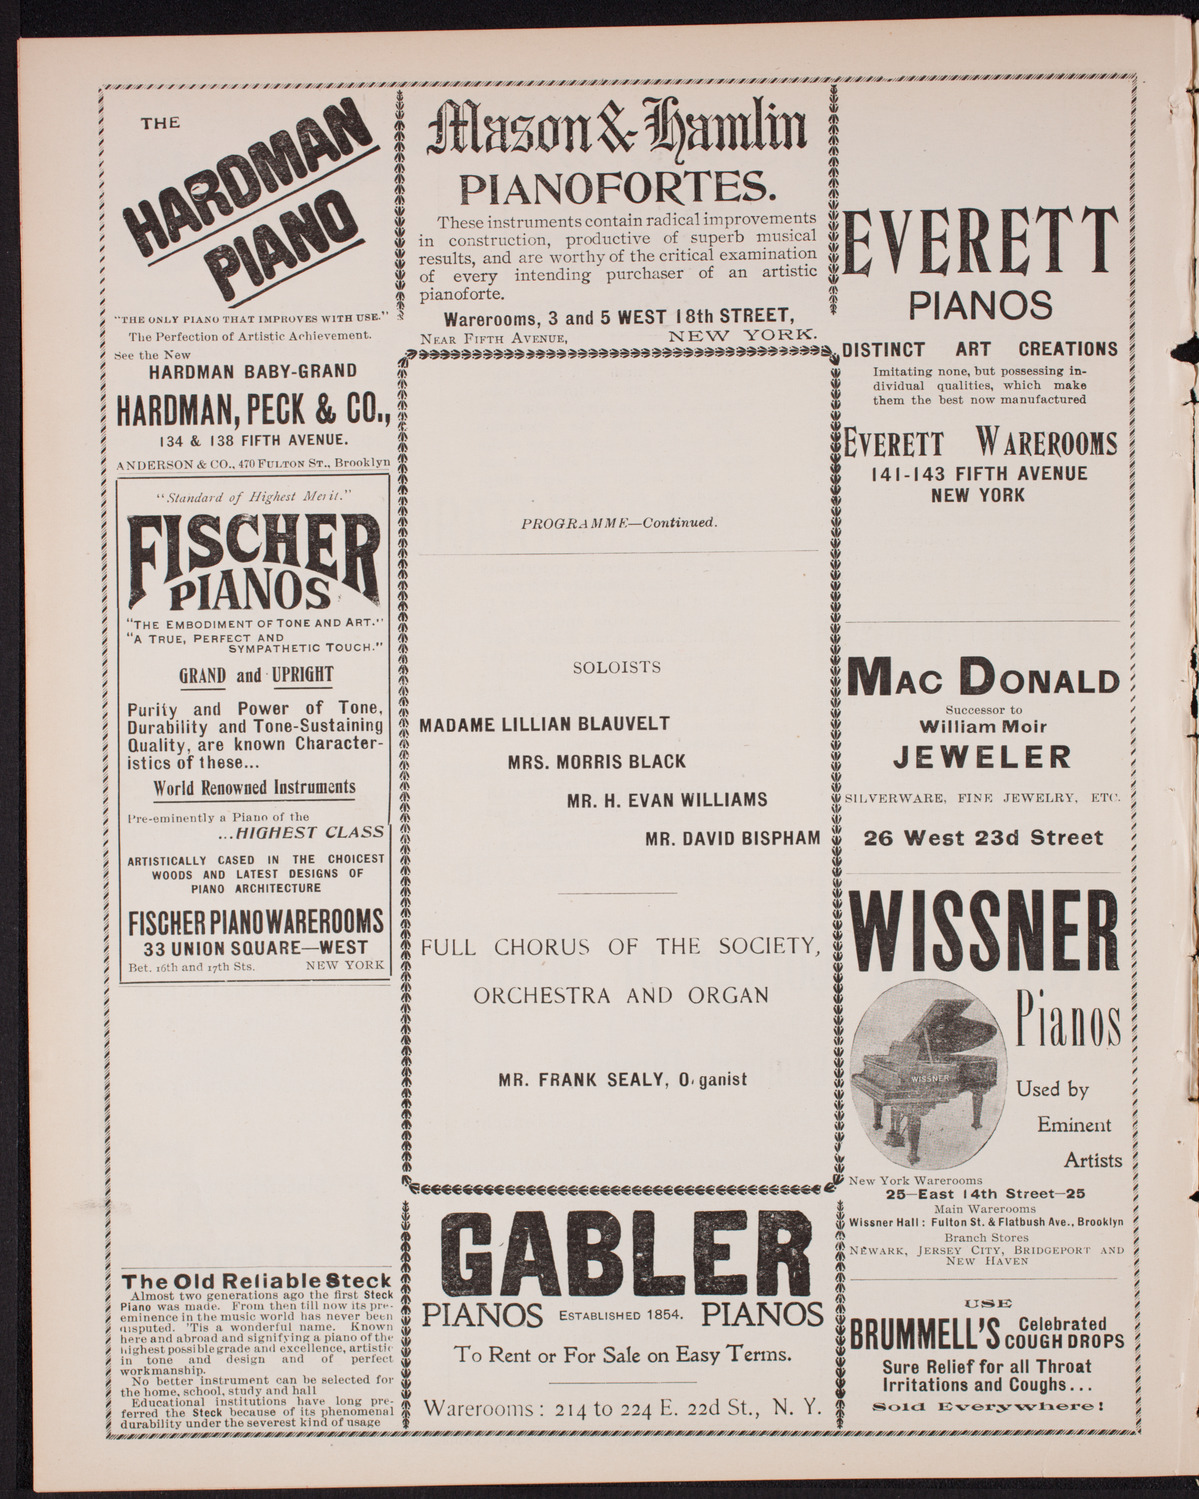 THE
HARDMAN
PIANO
"THE ONLY PIANO THAT IMPROVES WITH USE."
The Perfection of Artistic Achievement.
See the New
HARDMAN BABY-GRAND
HARDMAN, PECK & CO.,
134 & 138 FIFTH AVENUE.
ANDERSON & CO., 470 FULTON ST., Brooklyn
"Standard of Highest Merit."
FISCHER
PIANOS
"THE EMBODIMENT OF TONE AND ART."
"A TRUE, PERFECT AND
SYMPATHETIC TOUCH."
GRAND and UPRIGHT
Purity and Power of Tone,
Durability and Tone-Sustaining
Quality, are known Character-
istics of these...
World Renowned Instruments
Pre-eminently a Piano of the
...HIGHEST CLASS
ARTISTICALLY CASED IN THE CHOICEST
WOODS AND LATEST DESIGNS OF
PIANO ARCHITECTURE
FISCHER PIANO WAREROOMS
33 UNION SQUARE—WEST
Bet. 16th and 17th Sts. NEW YORK
The Old Reliable Steck
Almost two generations ago the first Steck
Piano was made. From then till now its pre-
eminence in the music world has never been
disputed. 'Tis a wonderful name. Known
here and abroad and signifying a piano of the
highest possible grade and excellence, artistic
in tone and design and of perfect
workmanship.
No better instrument can be selected for
the home, school, study and hall
Educational institutions have long pre-
ferred the Steck because of its phenomenal
durability under the severest kind of usage
Mason & Hamlin
PIANOFORTES.
These instruments contain radical improvements
in construction, productive of superb musical
results, and are worthy of the critical examination
of every intending purchaser of an artistic
pianoforte.
Warerooms, 3 and 5 WEST 18th STREET,
NEAR FIFTH AVENUE, NEW YORK.
PROGRAMME—Continued.
SOLOISTS
MADAME LILLIAN BLAUVELT
MRS. MORRIS BLACK
MR. H. EVAN WILLIAMS
MR. DAVID BISPHAM
FULL CHORUS OF THE SOCIETY,
ORCHESTRA AND ORGAN
MR. FRANK SEALY, Organist
GABLER
PIANOS ESTABLISHED 1854. PIANOS
To Rent or For Sale on Easy Terms.
Warerooms: 214 to 224 E. 22d St., N. Y.
EVERETT
PIANOS
DISTINCT ART CREATIONS
Imitating none, but possessing in-
dividual qualities, which make
them the best now manufactured
EVERETT WAREROOMS
141-143 FIFTH AVENUE
NEW YORK
MAC DONALD
Successor to
William Moir
JEWELER
SILVERWARE, FINE JEWELRY, ETC.
26 West 23d Street
WISSNER
Pianos
WISSNER
Used by
Eminent
Artists
New York Warerooms
25—East 14th Street—25
Main Warerooms
Wissner Hall: Fulton St. & Flatbush Ave., Brooklyn
Branch Stores
NEWARK, JERSEY CITY, BRIDGEPORT AND
NEW HAVEN
USE
BRUMMELL'S Celebrated
COUGH DROPS
Sure Relief for all Throat
Irritations and Coughs...
Sold Everywhere!